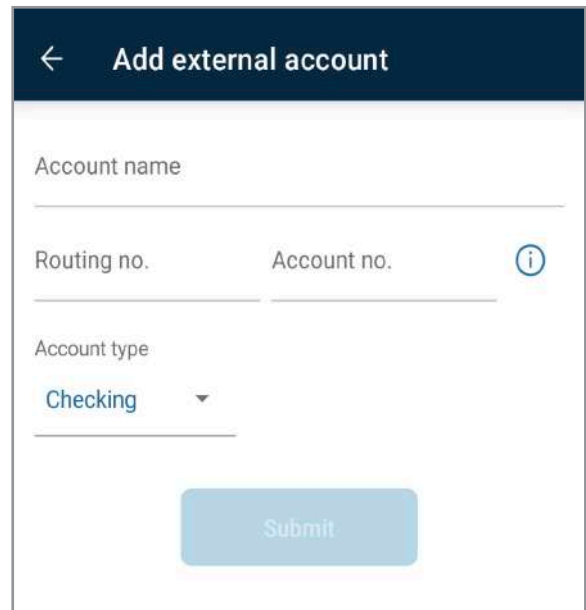 Add external account
Account name
Routing no. Account no.
Account type
Checking
Submit